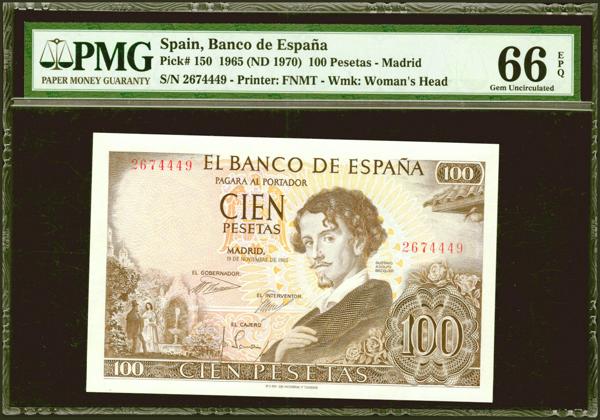 PMG
PAPER MONEY GUARANTY
Spain, Banco de España
Pick# 150 1965 (ND 1970) 100 Pesetas - Madrid
S/N 2674449 - Printer: FNMT - Wmk: Woman's Head
66 EPQ
Gem Uncirculated
2674449
EL BANCO DE ESPAÑA
100
PAGARA AL PORTADOR
CIEN
PESETAS
MADRID,
19 DE NOVIEMBRE DE 1965
2674449
GUSTAVO
ADOLFO
BECQUER
EL GOBERNADOR,
EL INTERVENTOR,
EL CAJERO
100
100
CIEN PESETAS